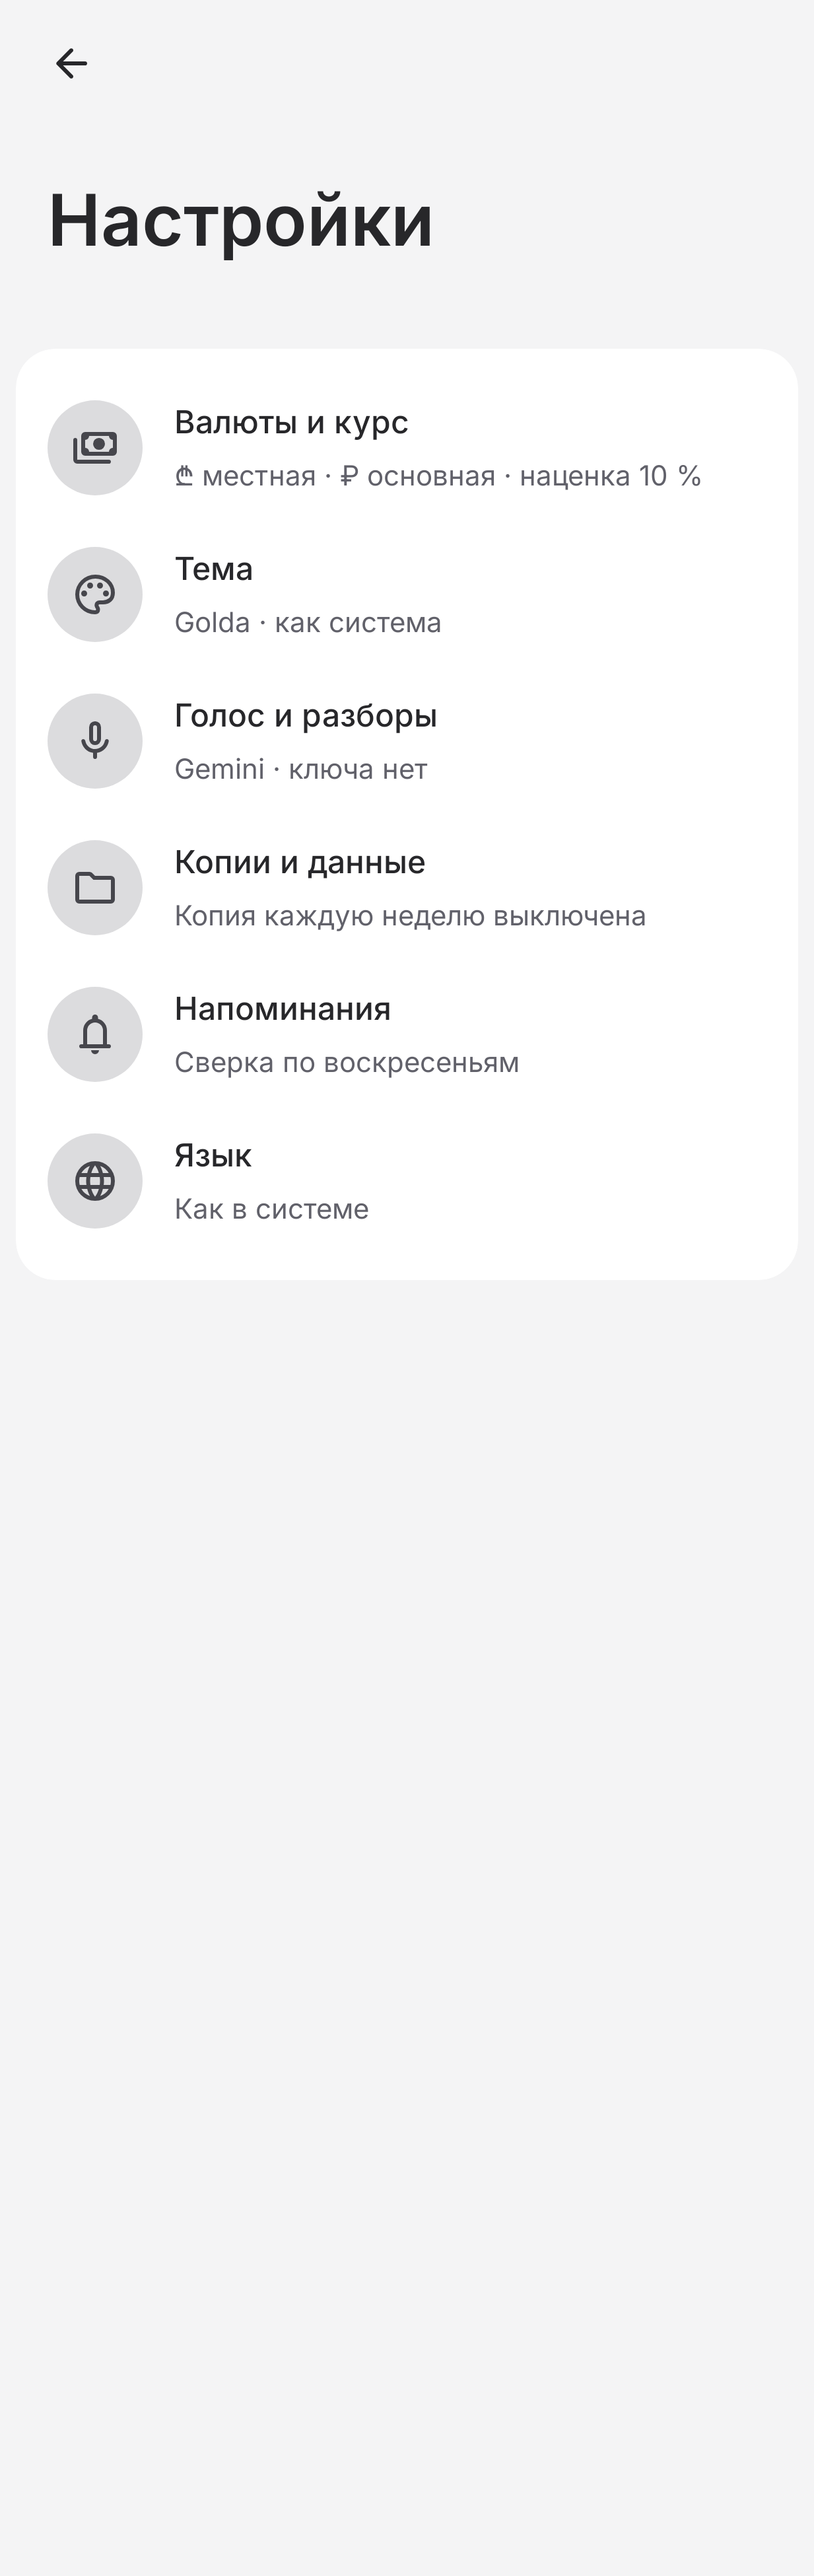 Настройки
Валюты и курс
₾ местная · ₽ основная · наценка 10 %
Тема
Golda · как система
Голос и разборы
Gemini · ключа нет
Копии и данные
Копия каждую неделю выключена
Напоминания
Сверка по воскресеньям
Язык
Как в системе